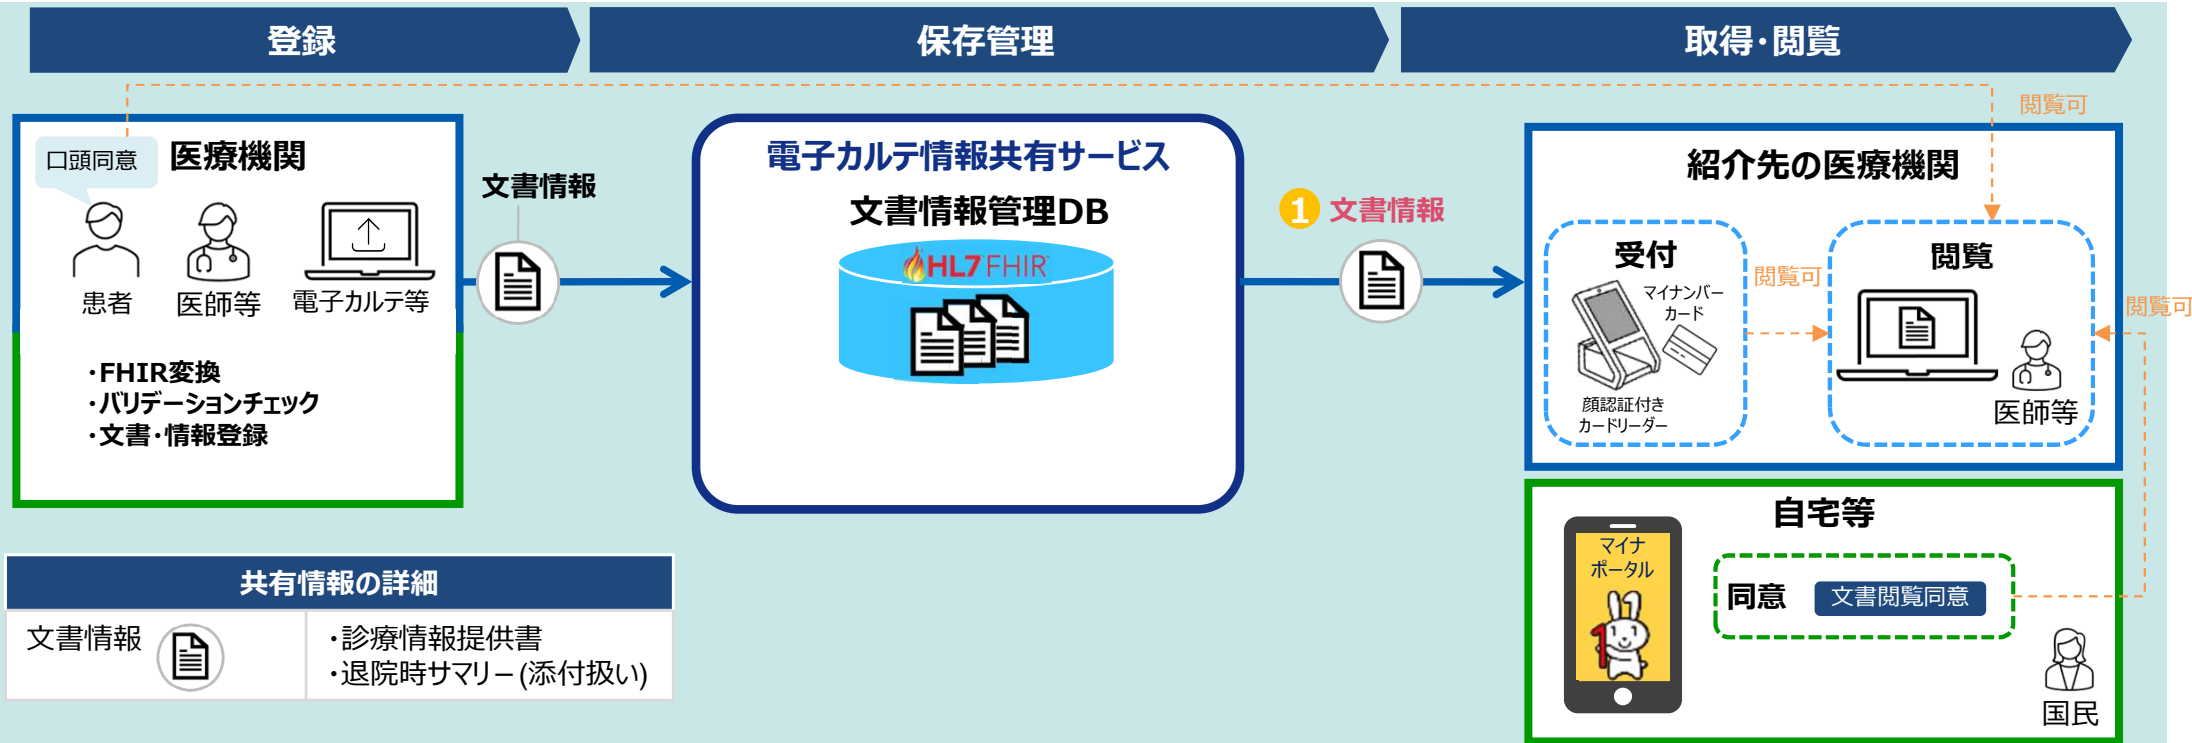 登録
保存管理
取得・閲覧
閲覧可
口頭同意
医療機関
患者
医師等
電子カルテ等
・FHIR変換
・バリデーションチェック
・文書・情報登録
文書情報
電子カルテ情報共有サービス
文書情報管理DB
HL7 FHIR
1 文書情報
紹介先の医療機関
受付
マイナンバー
カード
顔認証付き
カードリーダー
閲覧可
閲覧
医師等
閲覧可
自宅等
マイナ
ポータル
1
同意
文書閲覧同意
国民
共有情報の詳細
文書情報
・診療情報提供書
・退院時サマリー(添付扱い)